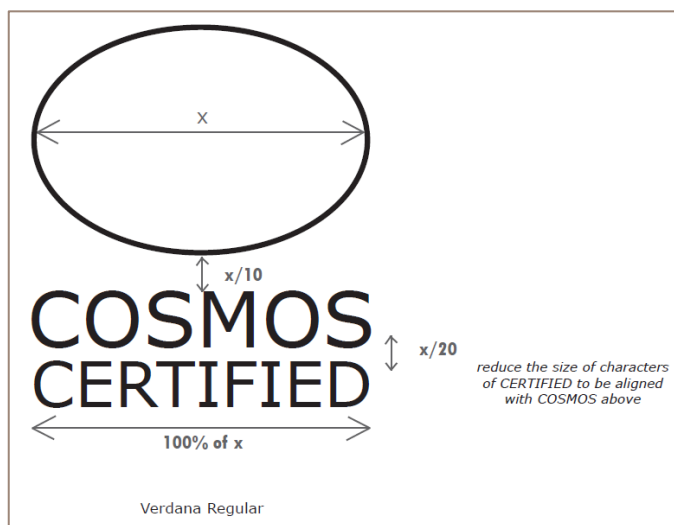 X
x/10
COSMOS
x/20
CERTIFIED
reduce the size of characters
of CERTIFIED to be aligned
with COSMOS above
100% of x
Verdana Regular